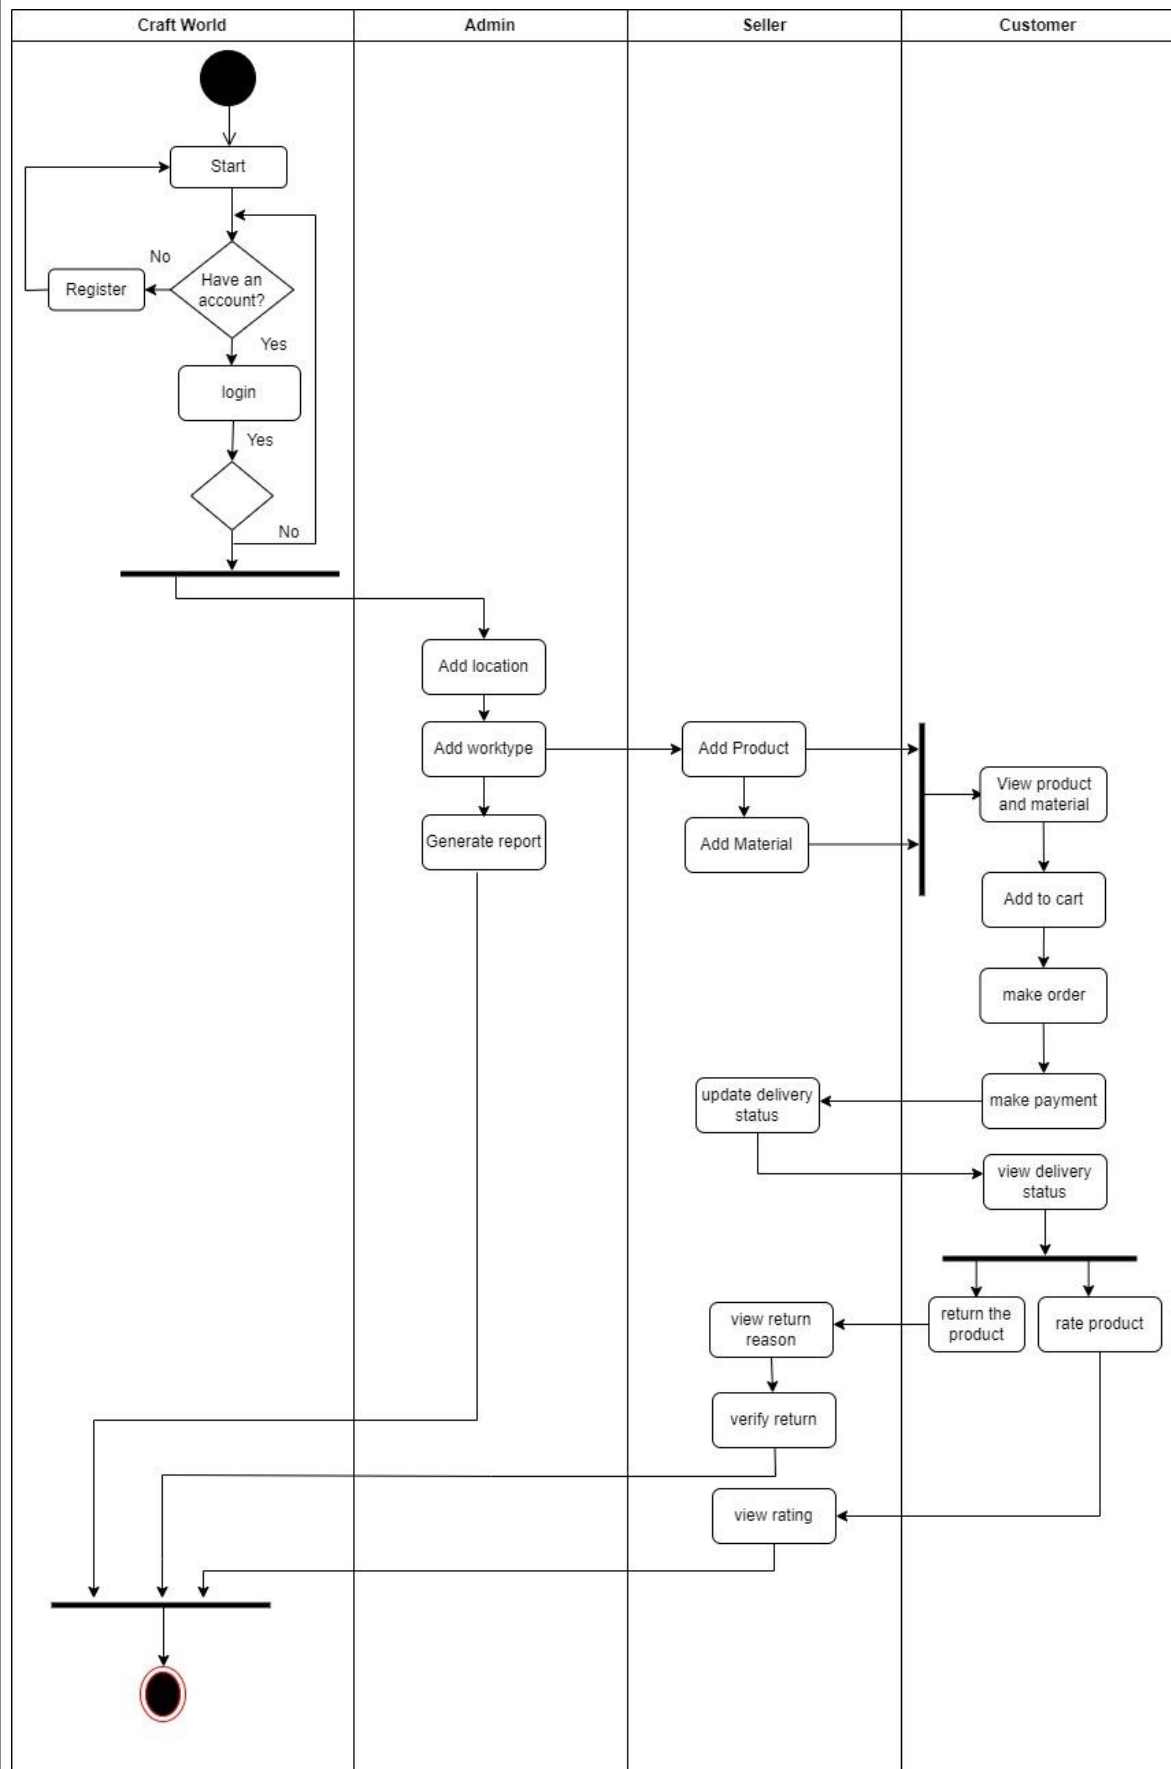 Craft World
Admin
Seller
Customer
Start
No
Have an
account?
Register
Yes
login
Yes
No
Add location
Add worktype
Add Product
View product
and material
Generate report
Add Material
Add to cart
make order
update delivery
status
make payment
view delivery
status
view return
reason
return the
product
rate product
verify return
view rating